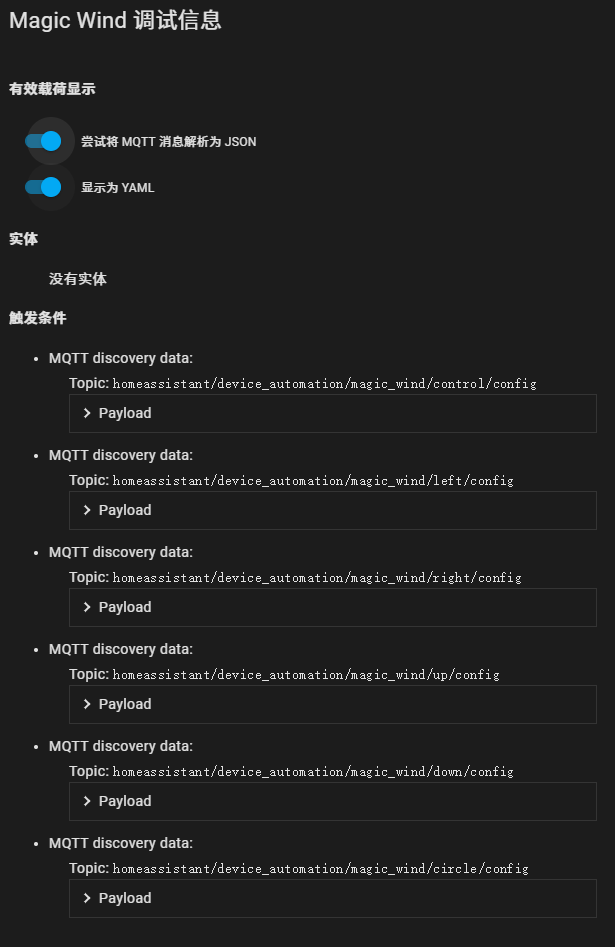 Magic Wind 调试信息
有效载荷显示
尝试将 MQTT 消息解析为 JSON
显示为 YAML
实体
没有实体
触发条件
MQTT discovery data:
Topic: homeassistant/device_automation/magic_wind/control/config
Payload
MQTT discovery data:
Topic: homeassistant/device_automation/magic_wind/left/config
Payload
MQTT discovery data:
Topic: homeassistant/device_automation/magic_wind/right/config
Payload
MQTT discovery data:
Topic: homeassistant/device_automation/magic_wind/up/config
Payload
MQTT discovery data:
Topic: homeassistant/device_automation/magic_wind/down/config
Payload
MQTT discovery data:
Topic: homeassistant/device_automation/magic_wind/circle/config
Payload